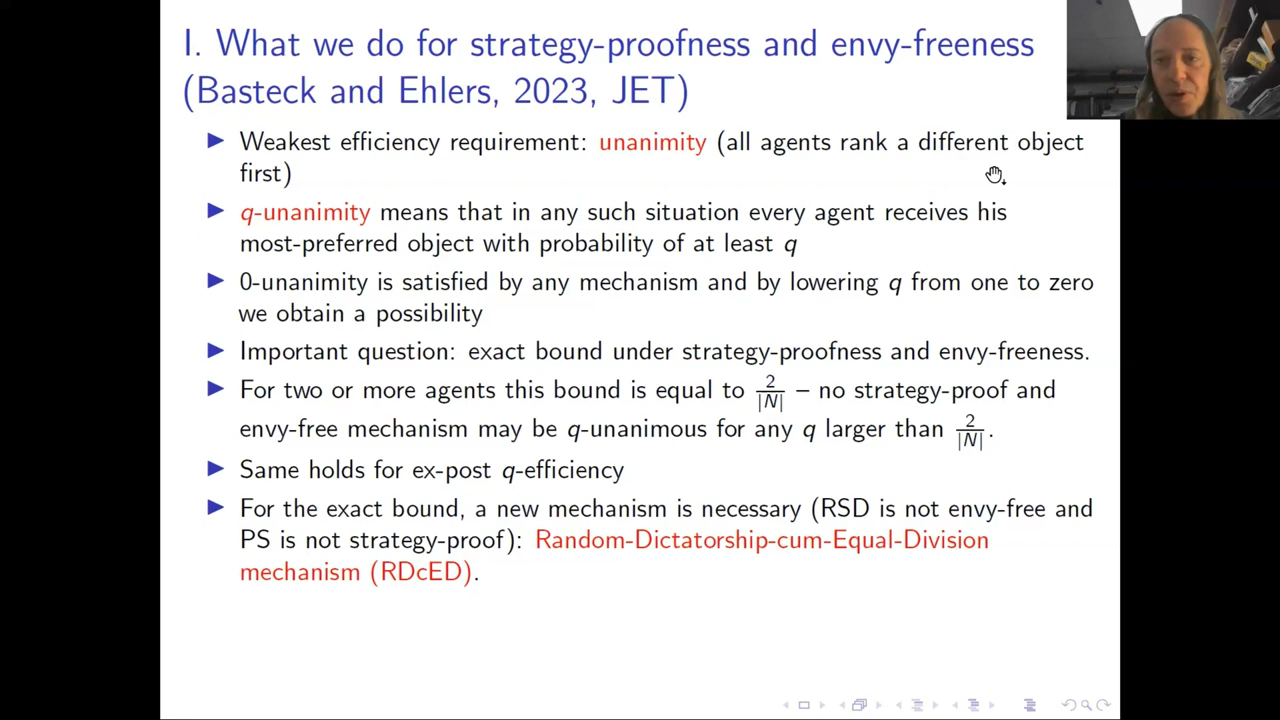 I. What we do for strategy-proofness and envy-freeness
(Basteck and Ehlers, 2023, JET)
▶ Weakest efficiency requirement: unanimity (all agents rank a different object
first)
▶ q-unanimity means that in any such situation every agent receives his
most-preferred object with probability of at least q
▶ 0-unanimity is satisfied by any mechanism and by lowering q from one to zero
we obtain a possibility
▶ Important question: exact bound under strategy-proofness and envy-freeness.
▶ For two or more agents this bound is equal to 2/|N| – no strategy-proof and
envy-free mechanism may be q-unanimous for any q larger than 2/|N|.
▶ Same holds for ex-post q-efficiency
▶ For the exact bound, a new mechanism is necessary (RSD is not envy-free and
PS is not strategy-proof): Random-Dictatorship-cum-Equal-Division
mechanism (RDcED).